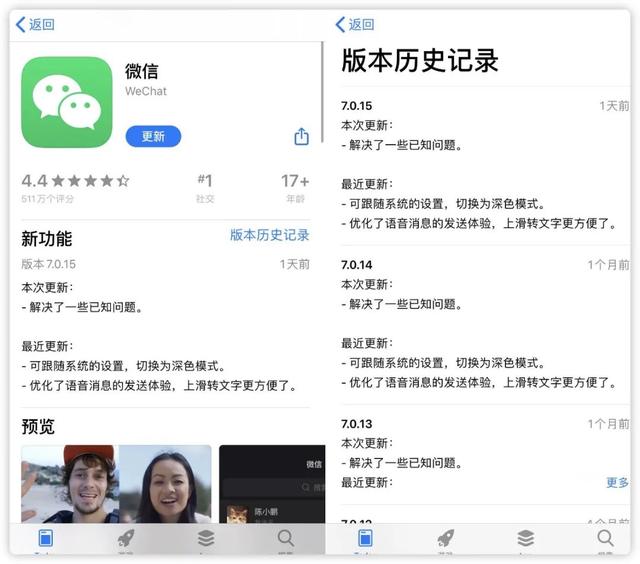 返回
微信
WeChat
更新
4.4
511万个评分
#1
社交
17+
年龄
新功能
版本历史记录
版本 7.0.15
1天前
本次更新：
- 解决了一些已知问题。
最近更新：
- 可跟随系统的设置，切换为深色模式。
- 优化了语音消息的发送体验，上滑转文字更方便了。
预览
微信
陈小鹏
返回
版本历史记录
7.0.15
1天前
本次更新：
- 解决了一些已知问题。
最近更新：
- 可跟随系统的设置，切换为深色模式。
- 优化了语音消息的发送体验，上滑转文字更方便了。
7.0.14
1个月前
本次更新：
- 解决了一些已知问题。
最近更新：
- 可跟随系统的设置，切换为深色模式。
- 优化了语音消息的发送体验，上滑转文字更方便了。
7.0.13
1个月前
本次更新：
- 解决了一些已知问题。
最近更新：
更多